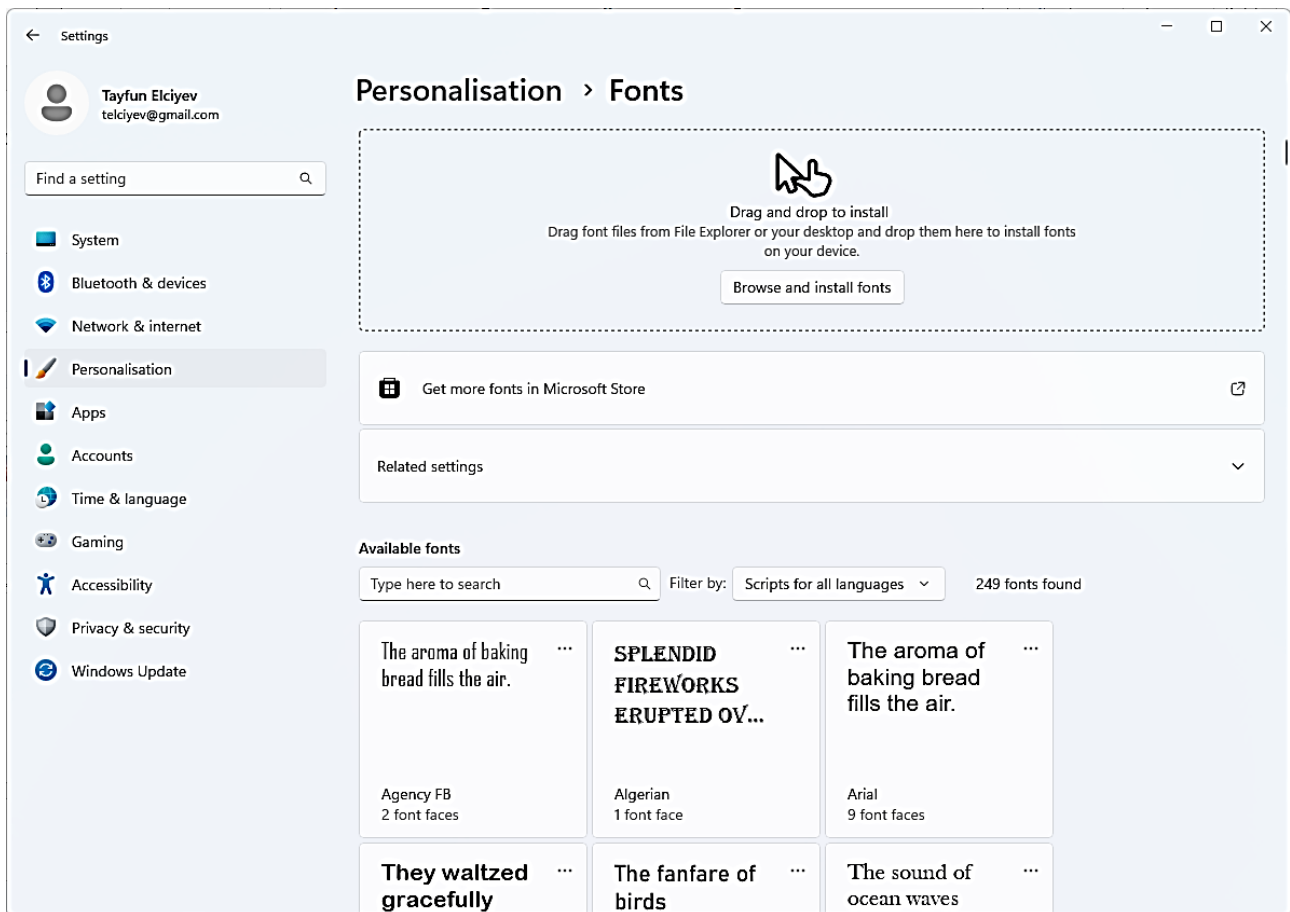 Settings
Tayfun Elciyev
telciyev@gmail.com
Find a setting
System
Bluetooth & devices
Network & internet
Personalisation
Apps
Accounts
Time & language
Gaming
Accessibility
Privacy & security
Windows Update
Personalisation > Fonts
Drag and drop to install
Drag font files from File Explorer or your desktop and drop them here to install fonts
on your device.
Browse and install fonts
Get more fonts in Microsoft Store
Related settings
Available fonts
Type here to search
Filter by: Scripts for all languages
249 fonts found
The aroma of baking
bread fills the air.
Agency FB
2 font faces
SPLENDID
FIREWORKS
ERUPTED OV...
Algerian
1 font face
The aroma of
baking bread
fills the air.
Arial
9 font faces
They waltzed
gracefully
The fanfare of
birds
The sound of
ocean waves